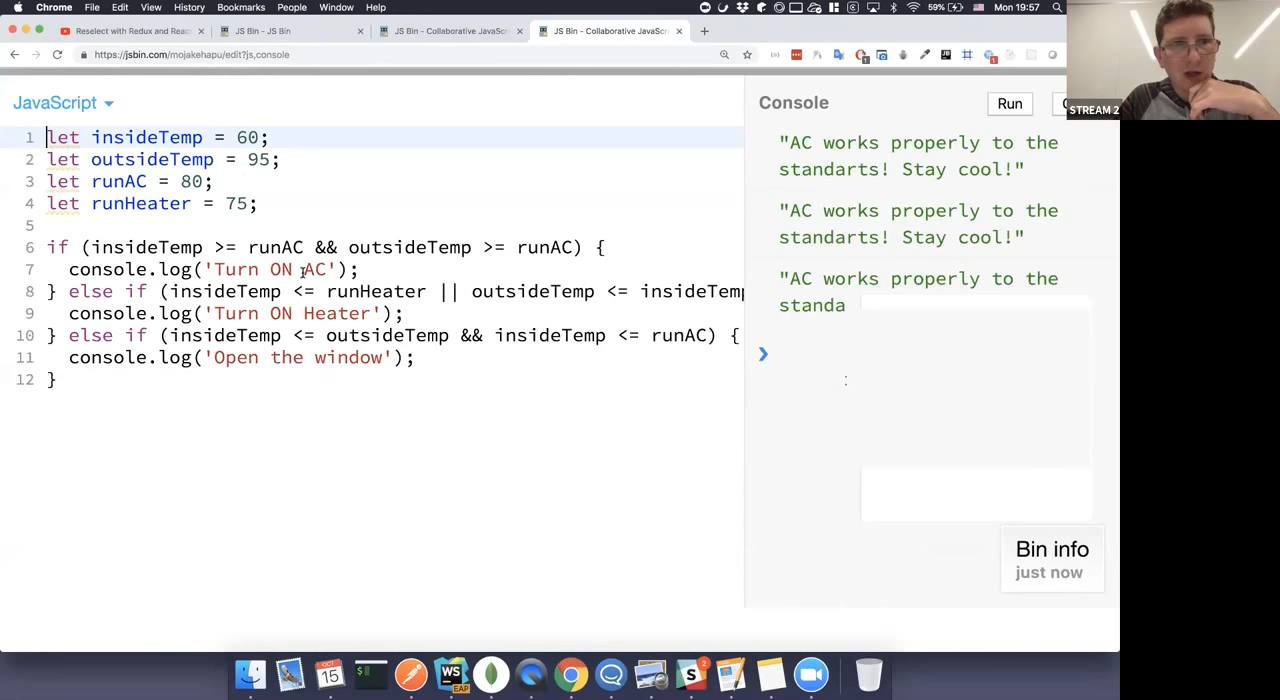 Chrome File Edit View History Bookmarks People Window Help 59% Mon 19:57
Reselect with Redux and Reac JS Bin - JS Bin JS Bin - Collaborative JavaScri JS Bin - Collaborative JavaScri
https://jsbin.com/mojakehapu/edit?js,console
STREAM 2
JavaScript
1 let insideTemp = 60;
2 let outsideTemp = 95;
3 let runAC = 80;
4 let runHeater = 75;
5
6 if (insideTemp >= runAC && outsideTemp >= runAC) {
7 console.log('Turn ON AC');
8 } else if (insideTemp <= runHeater || outsideTemp <= insideTemp
9 console.log('Turn ON Heater');
10 } else if (insideTemp <= outsideTemp && insideTemp <= runAC) {
11 console.log('Open the window');
12 }
Console Run
"AC works properly to the
standarts! Stay cool!"
"AC works properly to the
standarts! Stay cool!"
"AC works properly to the
standa
Bin info
just now
OCT
15
WS
EAP
S
2